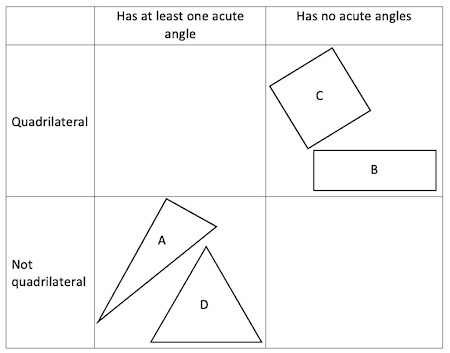 Has at least one acute
angle
Has no acute angles
Quadrilateral
C
B
Not
quadrilateral
A
D